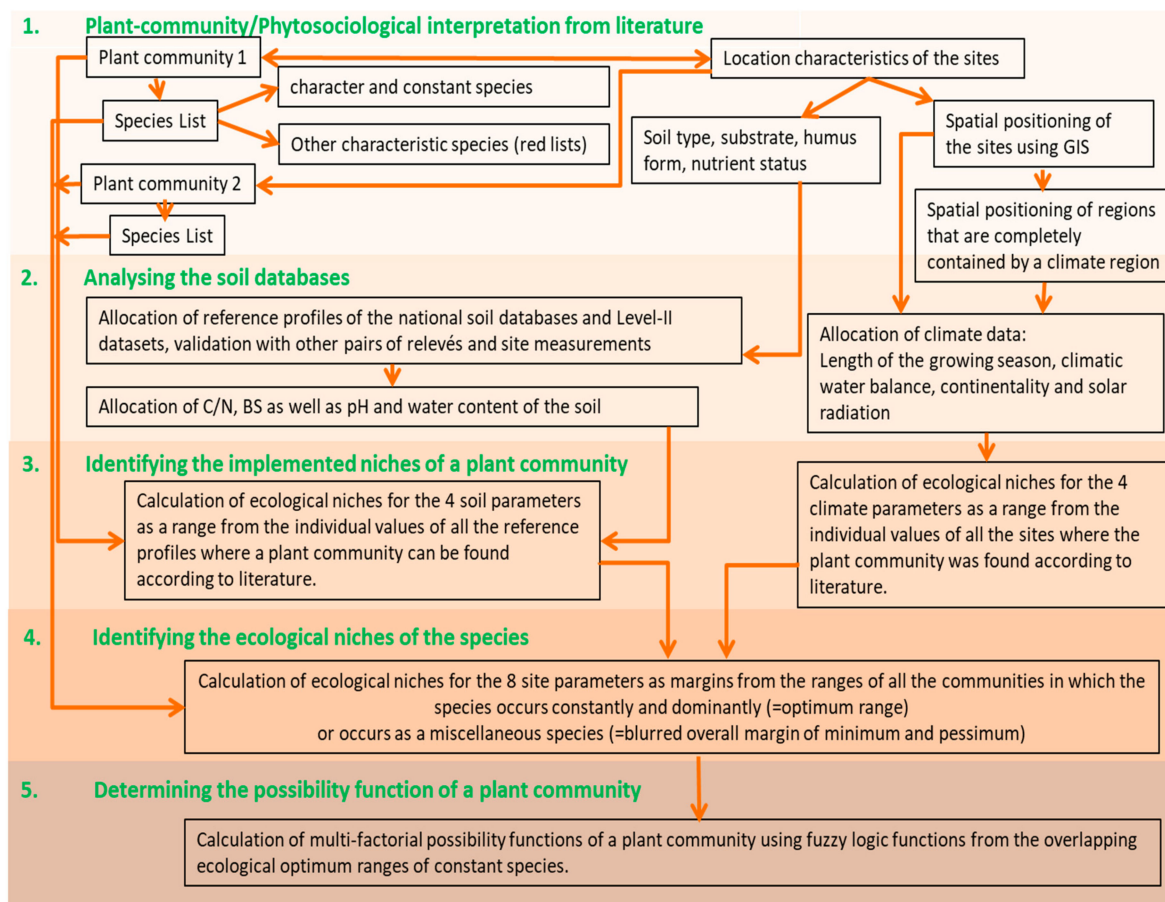 1. Plant-community/Phytosociological interpretation from literature
Plant community 1
Location characteristics of the sites
character and constant species
Species List
Other characteristic species (red lists)
Soil type, substrate, humus
form, nutrient status
Spatial positioning of
the sites using GIS
Plant community 2
Species List
Spatial positioning of regions
that are completely
contained by a climate region
2. Analysing the soil databases
Allocation of reference profiles of the national soil databases and Level-II
datasets, validation with other pairs of relevés and site measurements
Allocation of climate data:
Length of the growing season, climatic
water balance, continentality and solar
radiation
Allocation of C/N, BS as well as pH and water content of the soil
3. Identifying the implemented niches of a plant community
Calculation of ecological niches for the 4 soil parameters
as a range from the individual values of all the reference
profiles where a plant community can be found
according to literature.
Calculation of ecological niches for the 4
climate parameters as a range from the
individual values of all the sites where the
plant community was found according to
literature.
4. Identifying the ecological niches of the species
Calculation of ecological niches for the 8 site parameters as margins from the ranges of all the communities in which the
species occurs constantly and dominantly (=optimum range)
or occurs as a miscellaneous species (=blurred overall margin of minimum and pessimum)
5. Determining the possibility function of a plant community
Calculation of multi-factorial possibility functions of a plant community using fuzzy logic functions from the overlapping
ecological optimum ranges of constant species.